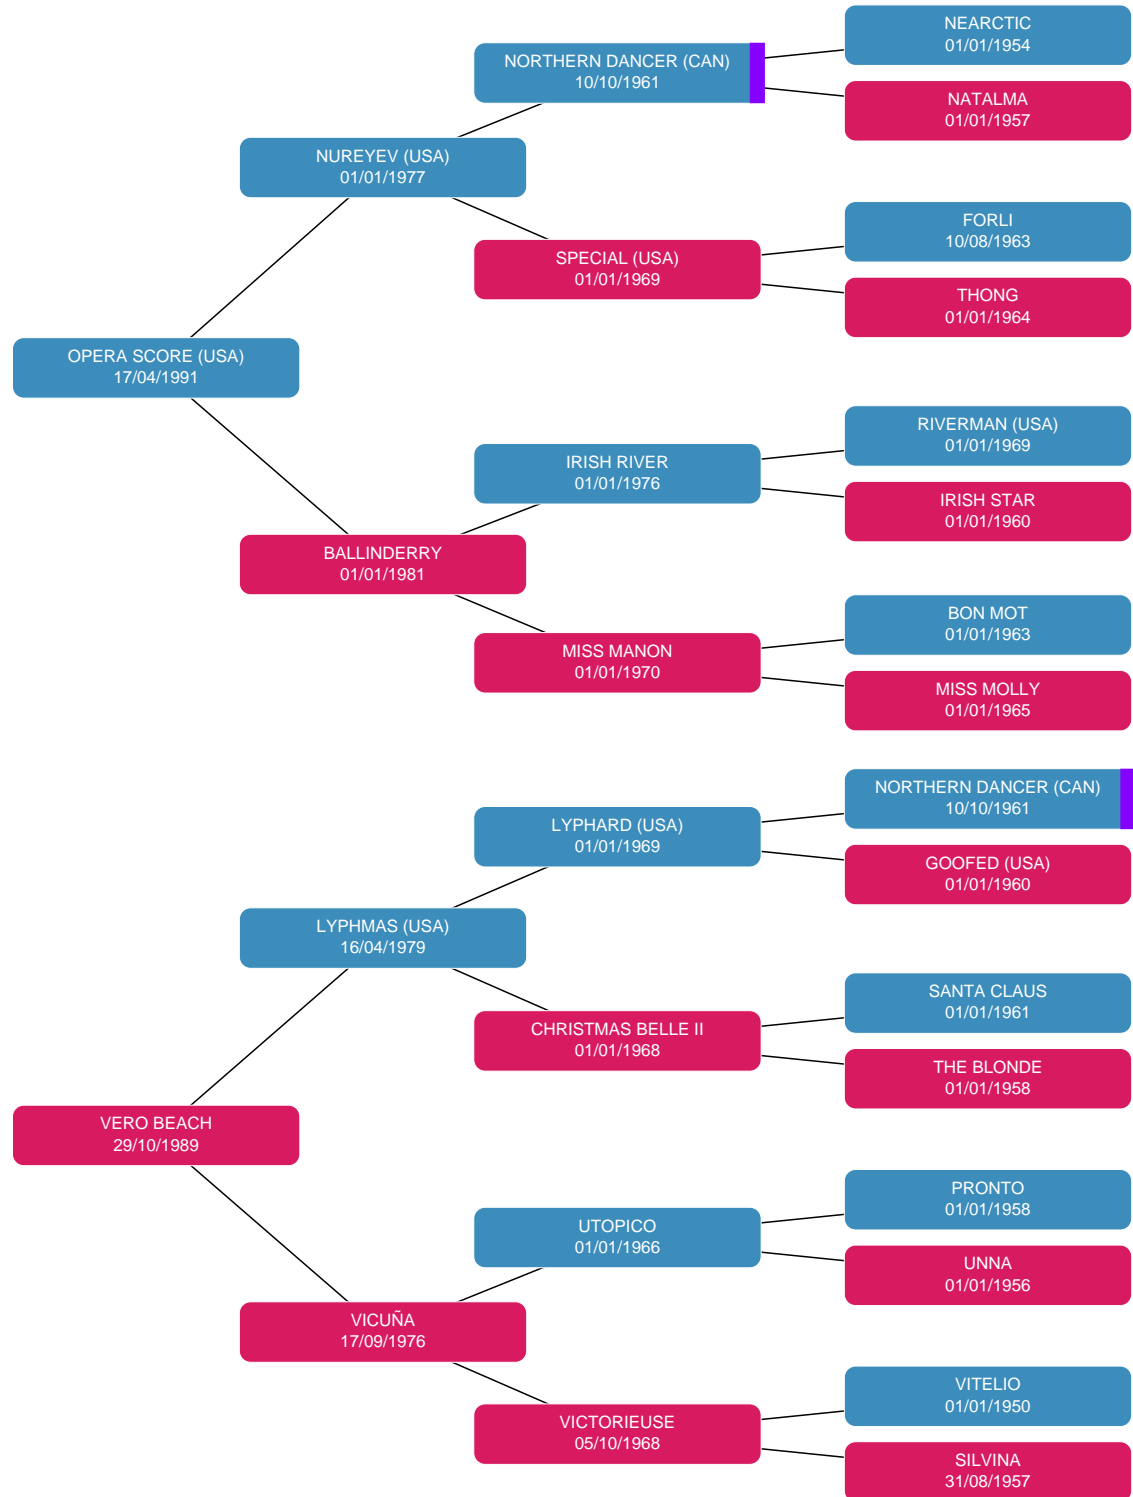 NEARCTIC
01/01/1954
NORTHERN DANCER (CAN)
10/10/1961
NATALMA
01/01/1957
NUREYEV (USA)
01/01/1977
FORLI
10/08/1963
SPECIAL (USA)
01/01/1969
THONG
01/01/1964
OPERA SCORE (USA)
17/04/1991
RIVERMAN (USA)
01/01/1969
IRISH RIVER
01/01/1976
IRISH STAR
01/01/1960
BALLINDERRY
01/01/1981
BON MOT
01/01/1963
MISS MANON
01/01/1970
MISS MOLLY
01/01/1965
NORTHERN DANCER (CAN)
10/10/1961
LYPHARD (USA)
01/01/1969
GOOFED (USA)
01/01/1960
LYPHMAS (USA)
16/04/1979
SANTA CLAUS
01/01/1961
CHRISTMAS BELLE II
01/01/1968
THE BLONDE
01/01/1958
VERO BEACH
29/10/1989
PRONTO
01/01/1958
UTOPICO
01/01/1966
UNNA
01/01/1956
VICUÑA
17/09/1976
VITELIO
01/01/1950
VICTORIEUSE
05/10/1968
SILVINA
31/08/1957